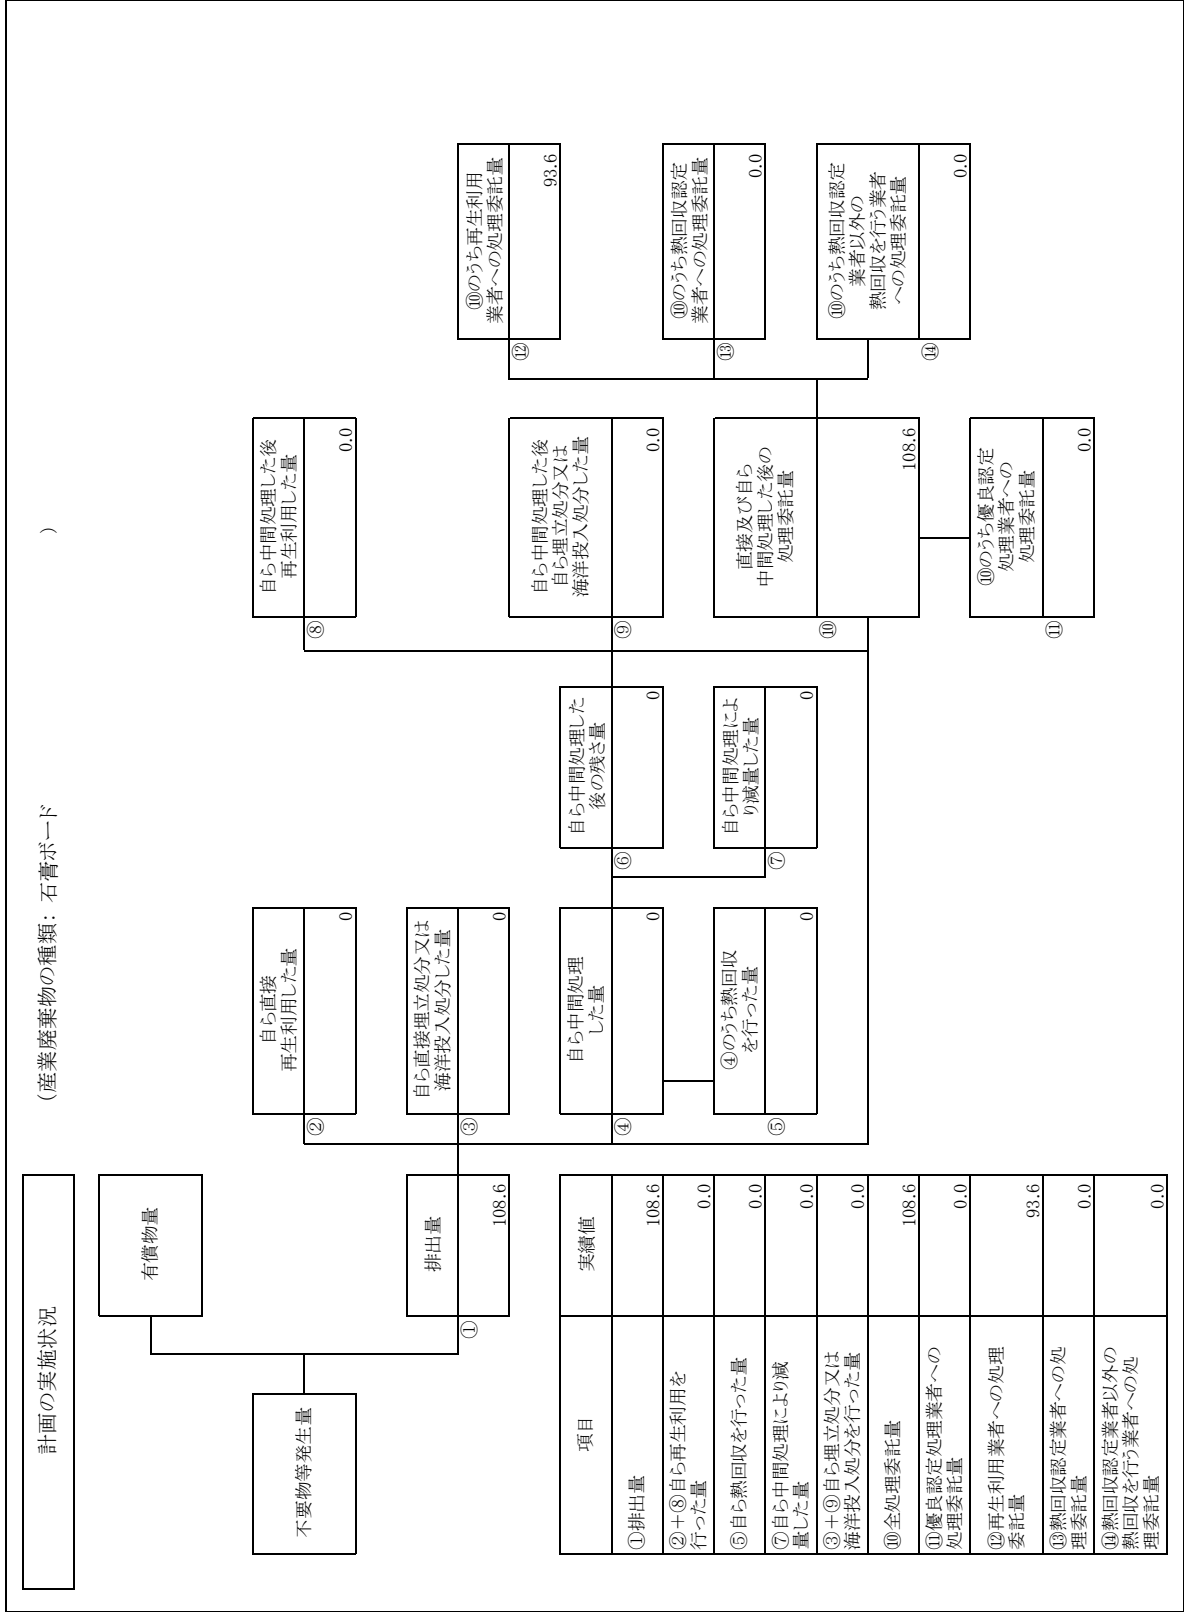 計画の実施状況
(産業廃棄物の種類：石膏ボード
)
不要物等発生量
有償物量
排出量
①
108.6
自ら直接
再生利用した量
②
0
自ら直接埋立処分又は
海洋投入処分した量
③
0
自ら中間処理
した量
④
0
④のうち熱回収
を行った量
⑤
0
自ら中間処理した
後の残さ量
⑥
0
自ら中間処理によ
り減量した量
⑦
0
自ら中間処理した後
再生利用した量
⑧
0.0
自ら中間処理した後
自ら埋立処分又は
海洋投入処分した量
⑨
0.0
直接及び自ら
中間処理した後の
処理委託量
⑩
108.6
⑩のうち優良認定
処理業者への
処理委託量
⑪
0.0
⑩のうち再生利用
業者への処理委託量
⑫
93.6
⑩のうち熱回収認定
業者への処理委託量
⑬
0.0
⑩のうち熱回収認定
業者以外の
熱回収を行う業者
への処理委託量
⑭
0.0
項目 実績値
①排出量 108.6
②＋⑧自ら再生利用を
行った量 0.0
⑤自ら熱回収を行った量 0.0
⑦自ら中間処理により減
量した量 0.0
③＋⑨自ら埋立処分又は
海洋投入処分を行った量 0.0
⑩全処理委託量 108.6
⑪優良認定処理業者への
処理委託量 0.0
⑫再生利用業者への処理
委託量 93.6
⑬熱回収認定業者への処
理委託量 0.0
⑭熱回収認定業者以外の
熱回収を行う業者への処
理委託量 0.0